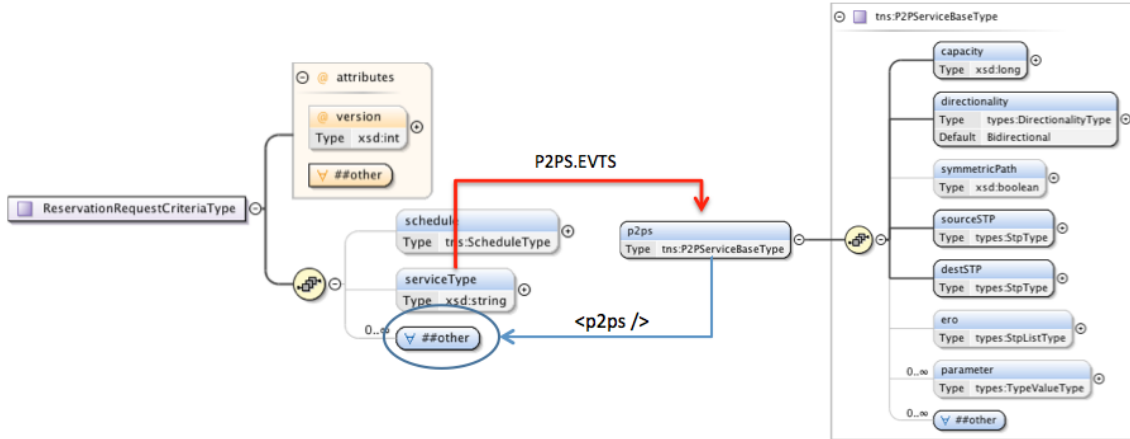 tns:P2PServiceBaseType
capacity
Type xsd:long
attributes
@ version
Type xsd:int
directionality
Type types:DirectionalityType
Default Bidirectional
∀ ##other
P2PS.EVTS
symmetricPath
Type xsd:boolean
ReservationRequestCriteriaType
schedule
Type tns:ScheduleType
p2ps
Type tns:P2PServiceBaseType
sourceSTP
Type types:StpType
serviceType
Type xsd:string
destSTP
Type types:StpType
<p2ps />
0..∞
∀ ##other
ero
Type types:StpListType
0..∞
parameter
Type types:TypeValueType
0..∞
∀ ##other